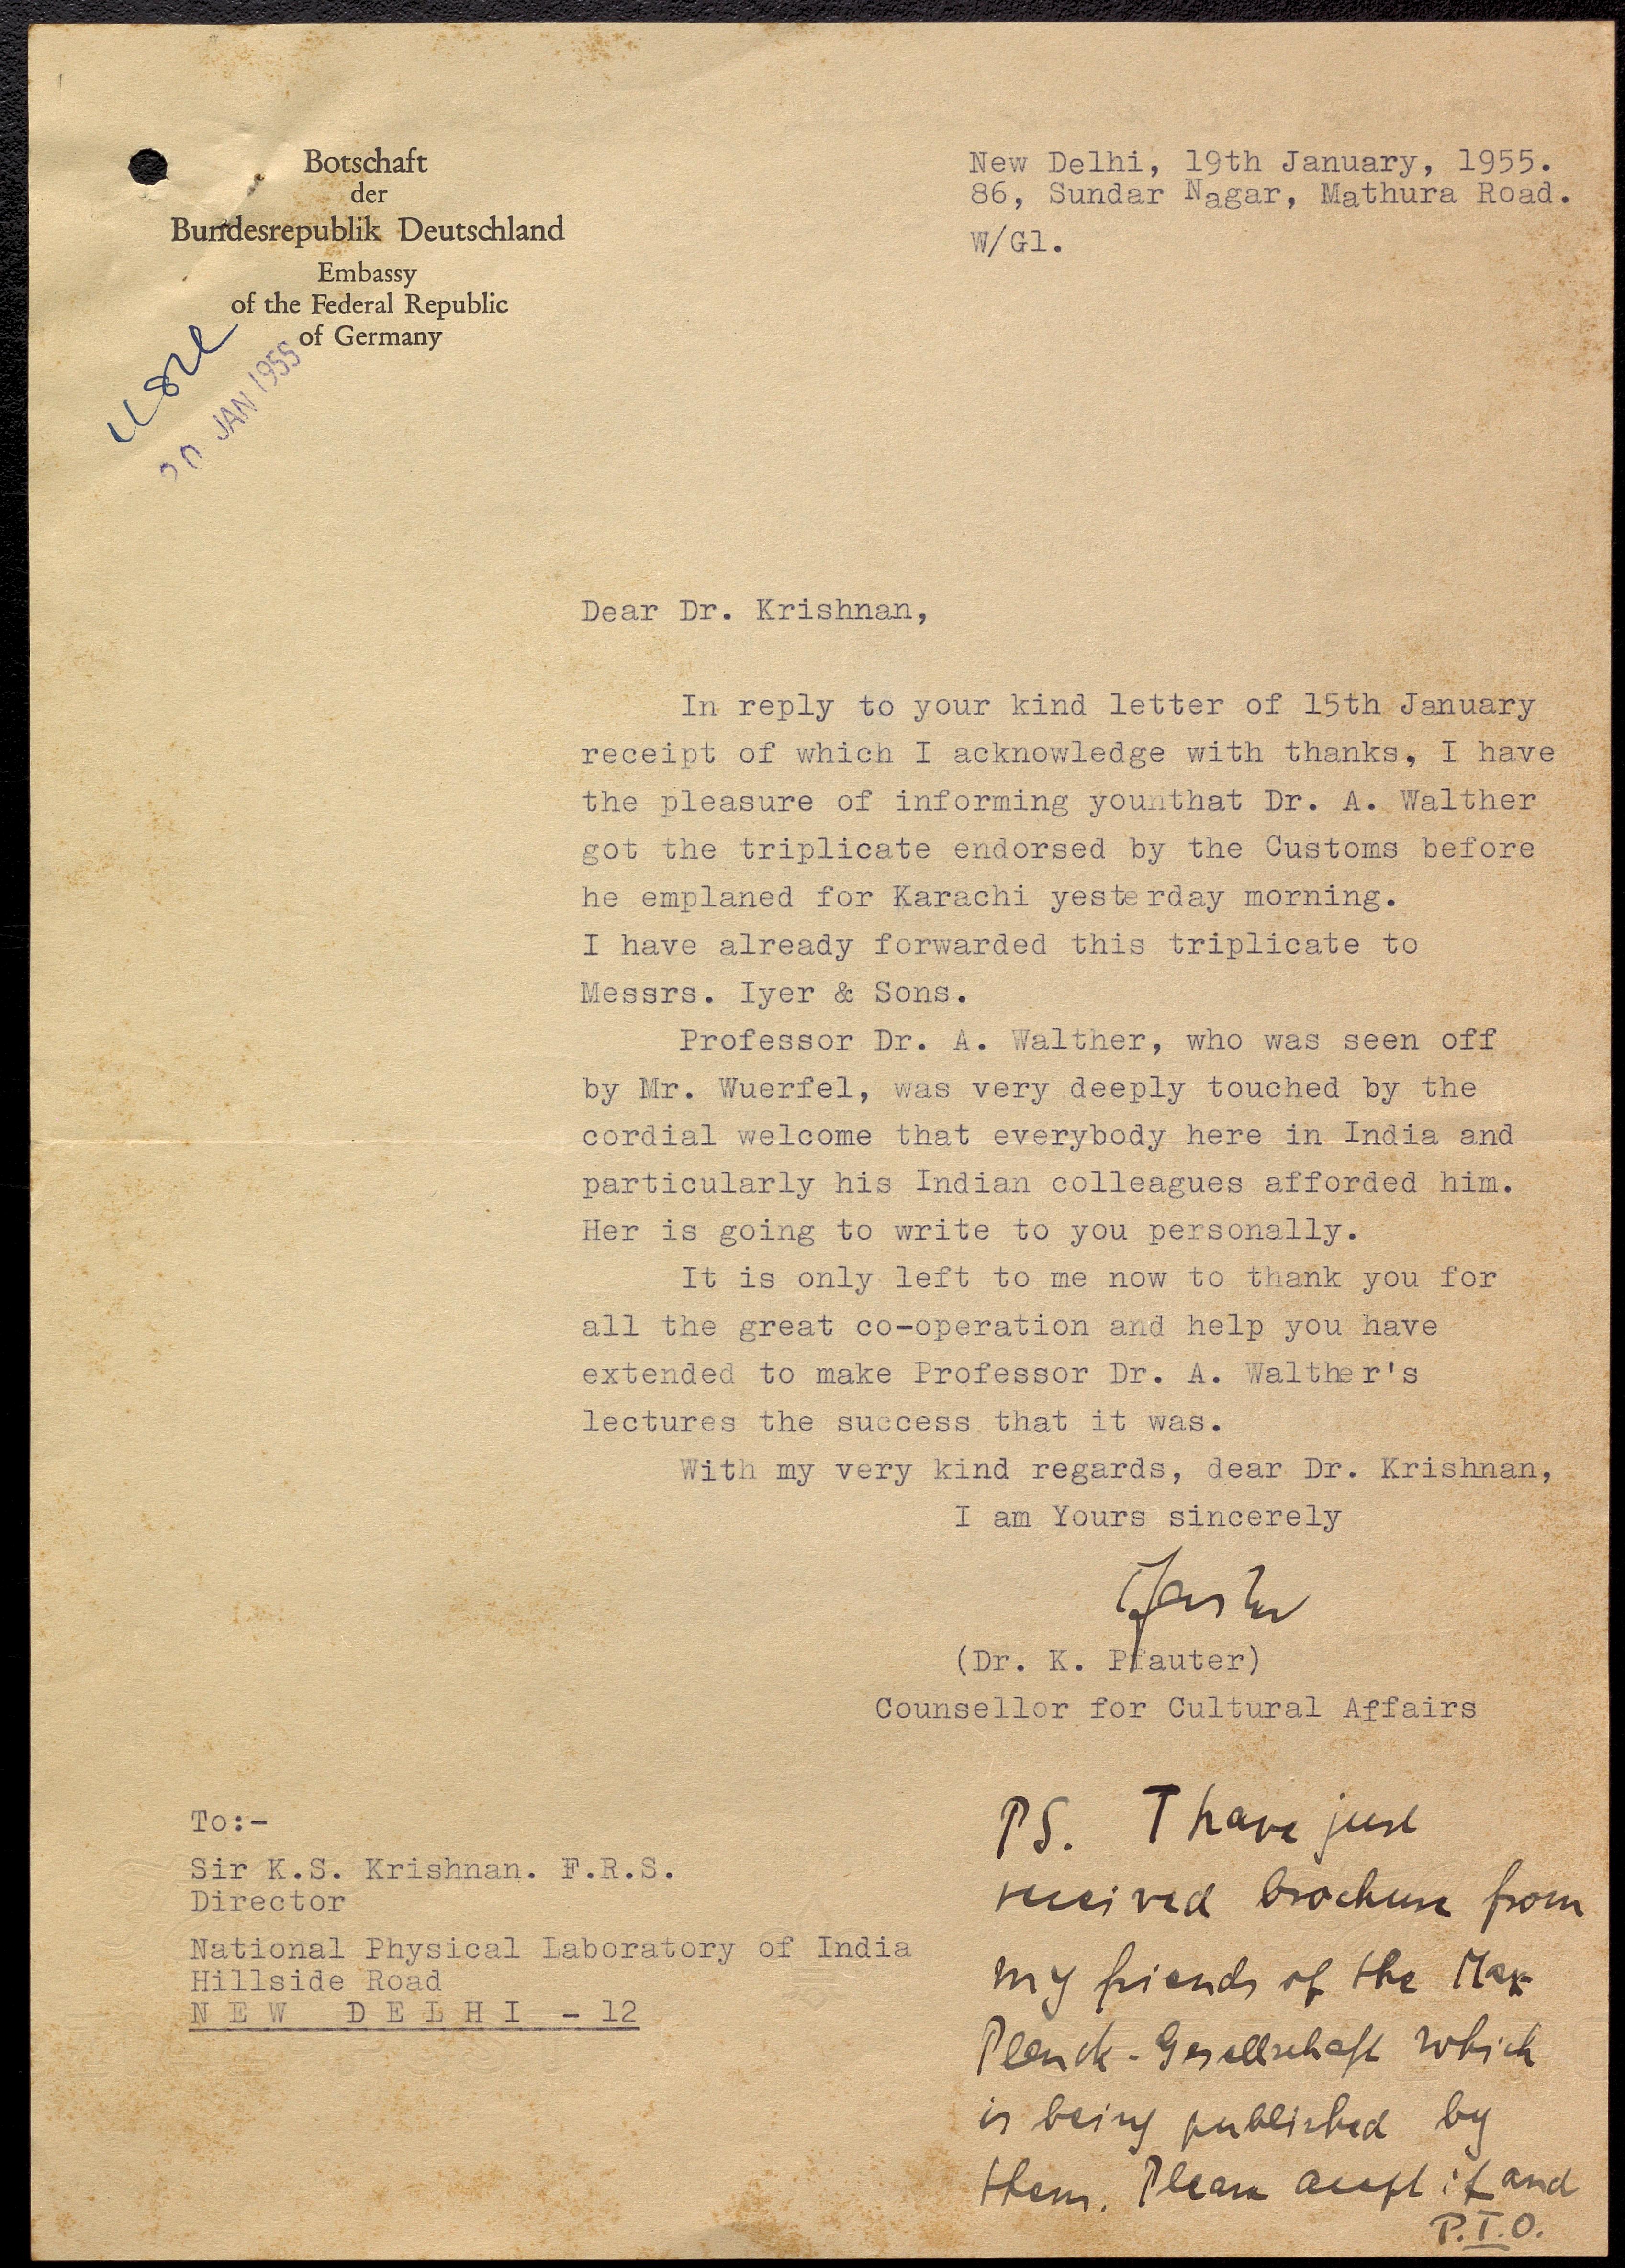 Botschaft
der
Bundesrepublik Deutschland
Embassy
of the Federal Republic
of Germany
JAN 1955
New Delhi, 19th January, 1955.
86, Sundar Nagar, Mathura Road.
W/Gl.
Dear Dr. Krishnan,
In reply to your kind letter of 15th January
receipt of which I acknowledge with thanks, I have
the pleasure of informing younthat Dr. A. Walther
got the triplicate endorsed by the Customs before
he emplaned for Karachi yesterday morning.
I have already forwarded this triplicate to
Messrs. Iyer & Sons.
Professor Dr. A. Walther, who was seen off
by Mr. Wuerfel, was very deeply touched by the
cordial welcome that everybody here in India and
particularly his Indian colleagues afforded him.
Her is going to write to you personally.
It is only left to me now to thank you for
all the great co-operation and help you have
extended to make Professor Dr. A. Walther's
lectures the success that it was.
With my very kind regards, dear Dr. Krishnan,
I am Yours sincerely
(Dr. K. Pfauter)
Counsellor for Cultural Affairs
To:-
Sir K.S. Krishnan. F.R.S.
Director
National Physical Laboratory of India
Hillside Road
NEW DELHI - 12
PS. I have just
received brochure from
my friends of the Max
Planck-Gesellschaft which
is being published by
them. Please accept it and
P.T.O.